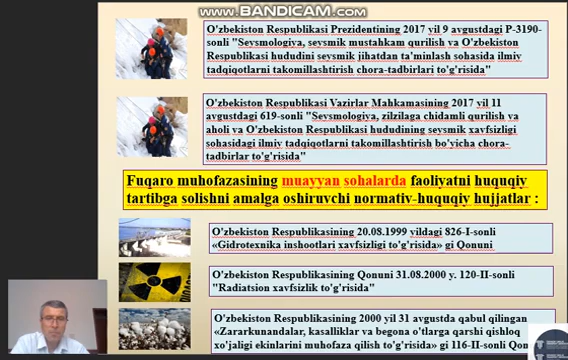 www.BANDICAM.com
O'zbekiston Respublikasi Prezidentining 2017 yil 9 avgustdagi P-3190-
sonli "Sevsmologiya, sevsmik mustahkam qurilish va O'zbekiston
Respublikasi hududini seysmik jihatdan ta'minlash sohasida ilmiy
tadqiqotlarni takomillashtirish chora-tadbirlari to'g'risida"
O'zbekiston Respublikasi Vazirlar Mahkamasining 2017 yil 11
avgustdagi 619-sonli "Sevsmologiya, zilzilaga chidamli qurilish va
aholi va O'zbekiston Respublikasi hududining seysmik xavfsizligi
sohasidagi ilmiy tadqiqotlarni takomillashtirish bo'yicha chora-
tadbirlar to'g'risida"
Fuqaro muhofazasining muayyan sohalarda faoliyatni huquqiy
tartibga solishni amalga oshiruvchi normativ-huquqiy hujjatlar :
O'zbekiston Respublikasining 20.08.1999 yildagi 826-I-sonli
«Gidrotexnika inshootlari xavfsizligi to'g'risida» gi Qonuni
O'zbekiston Respublikasining Qonuni 31.08.2000 y. 120-II-sonli
"Radiatsion xavfsizlik to'g'risida"
O'zbekiston Respublikasining 2000 yil 31 avgustda qabul qilingan
«Zararkunandalar, kasalliklar va begona o'tlarga qarshi qishloq
xo'jaligi ekinlarini muhofaza qilish to'g'risida» gi 116-II-sonli